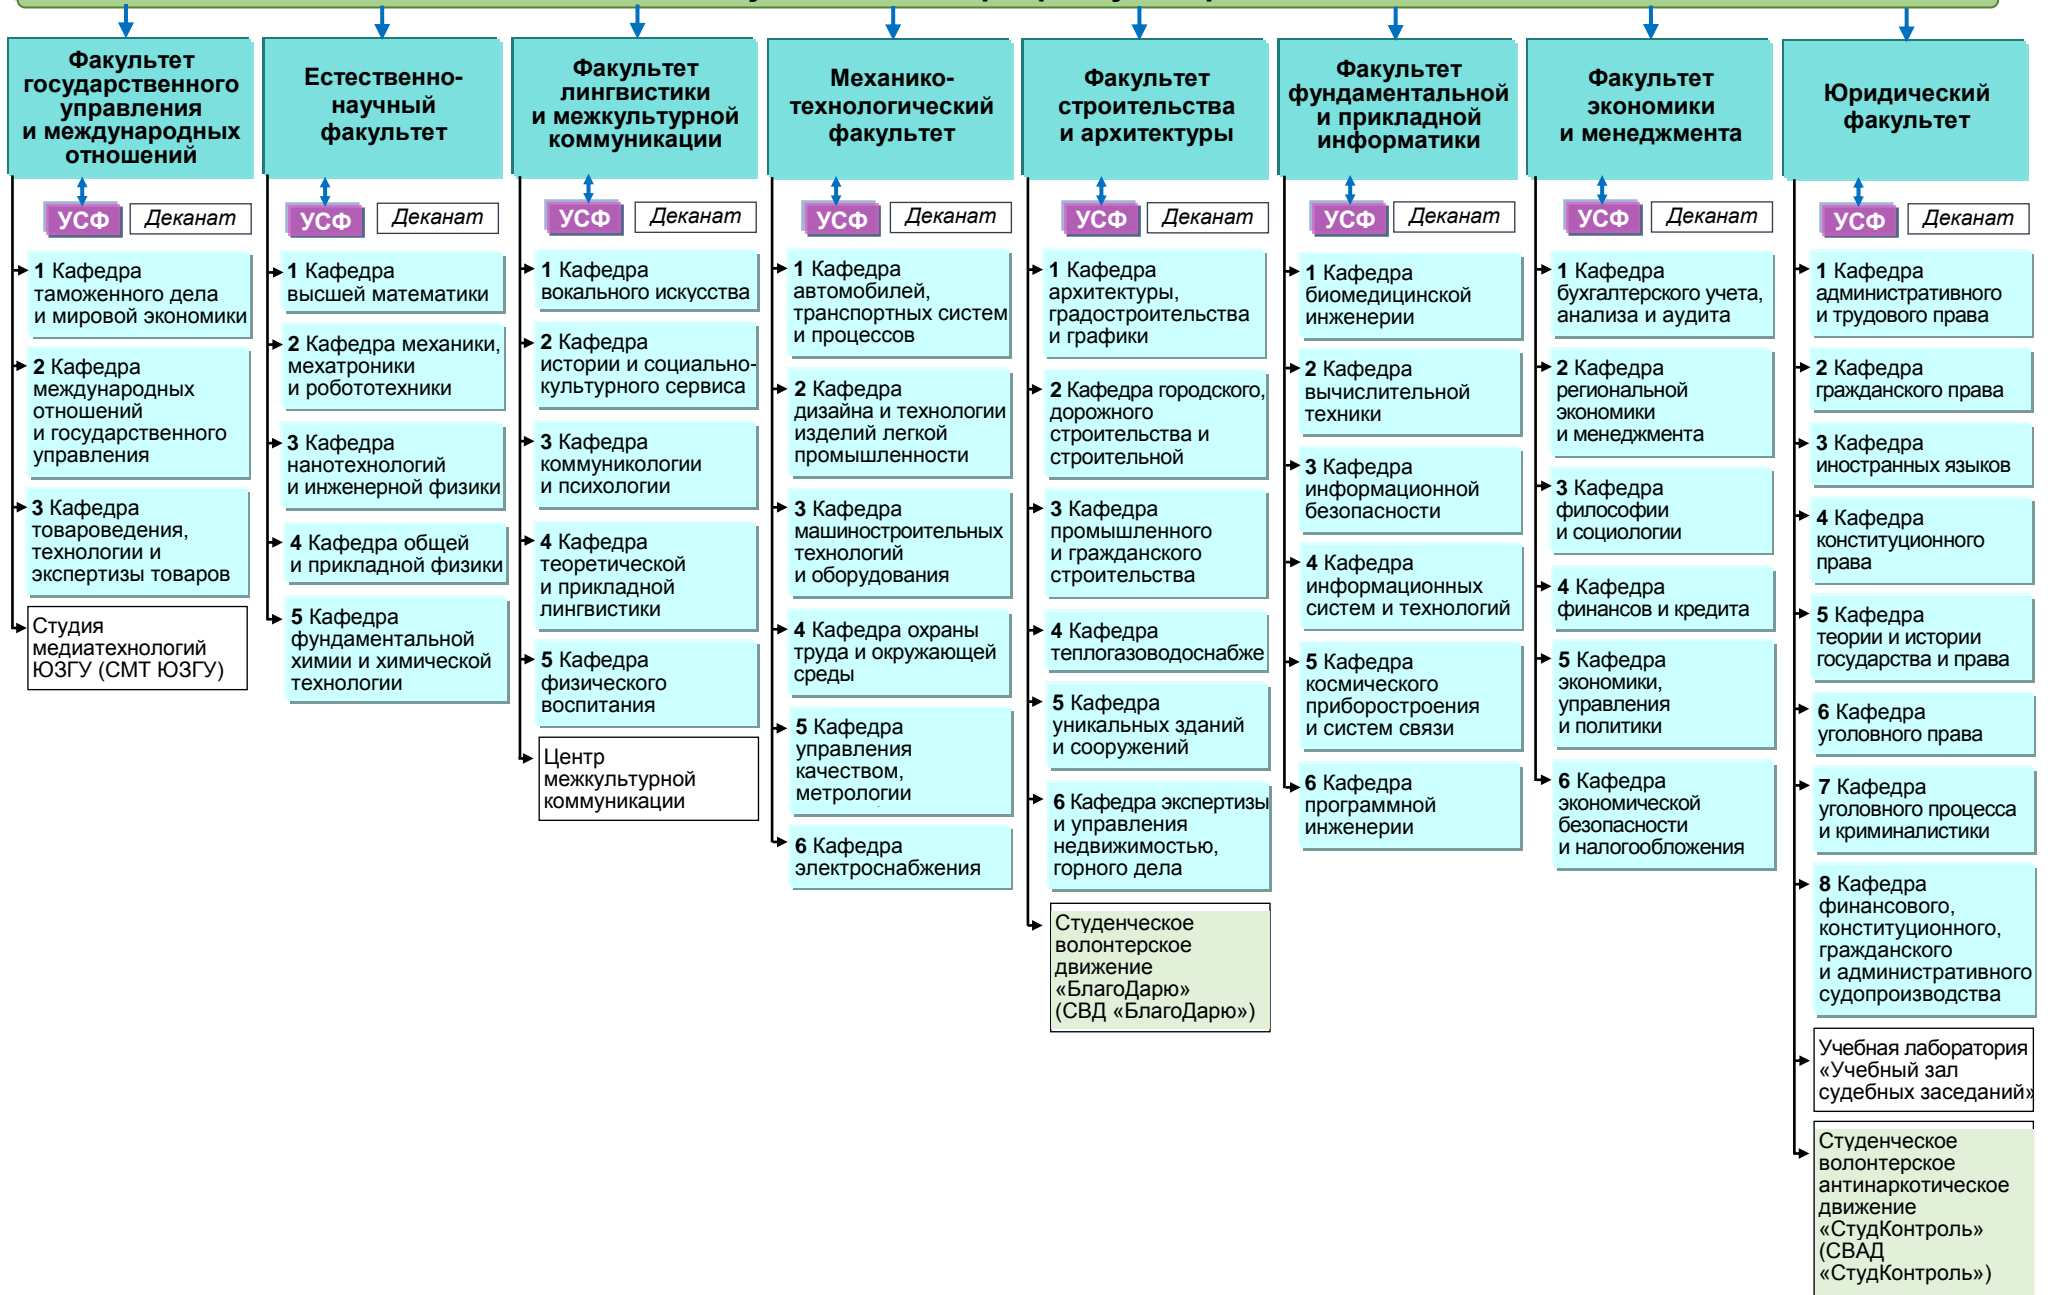 Факультет
государственного
управления
и международных
отношений
УСФ
Деканат
1 Кафедра
таможенного дела
и мировой экономики
2 Кафедра
международных
отношений
и государственного
управления
3 Кафедра
товароведения,
технологии и
экспертизы товаров
Студия
медиатехнологий
ЮЗГУ (СМТ ЮЗГУ)
Естественно-
научный
факультет
УСФ
Деканат
1 Кафедра
высшей математики
2 Кафедра механики,
мехатроники
и робототехники
3 Кафедра
нанотехнологий
и инженерной физики
4 Кафедра общей
и прикладной физики
5 Кафедра
фундаментальной
химии и химической
технологии
Факультет
лингвистики
и межкультурной
коммуникации
УСФ
Деканат
1 Кафедра
вокального искусства
2 Кафедра
истории и социально-
культурного сервиса
3 Кафедра
коммуникологии
и психологии
4 Кафедра
теоретической
и прикладной
лингвистики
5 Кафедра
физического
воспитания
Центр
межкультурной
коммуникации
Механико-
технологический
факультет
УСФ
Деканат
1 Кафедра
автомобилей,
транспортных систем
и процессов
2 Кафедра
дизайна и технологии
изделий легкой
промышленности
3 Кафедра
машиностроительных
технологий
и оборудования
4 Кафедра охраны
труда и окружающей
среды
5 Кафедра
управления
качеством,
метрологии
6 Кафедра
электроснабжения
Факультет
строительства
и архитектуры
УСФ
Деканат
1 Кафедра
архитектуры,
градостроительства
и графики
2 Кафедра городского,
дорожного
строительства и
строительной
3 Кафедра
промышленного
и гражданского
строительства
4 Кафедра
теплогазоводоснабже
5 Кафедра
уникальных зданий
и сооружений
6 Кафедра экспертизы
и управления
недвижимостью,
горного дела
Студенческое
волонтерское
движение
«БлагоДарю»
(СВД «БлагоДарю»)
Факультет
фундаментальной
и прикладной
информатики
УСФ
Деканат
1 Кафедра
биомедицинской
инженерии
2 Кафедра
вычислительной
техники
3 Кафедра
информационной
безопасности
4 Кафедра
информационных
систем и технологий
5 Кафедра
космического
приборостроения
и систем связи
6 Кафедра
программной
инженерии
Факультет
экономики
и менеджмента
УСФ
Деканат
1 Кафедра
бухгалтерского учета,
анализа и аудита
2 Кафедра
региональной
экономики
и менеджмента
3 Кафедра
философии
и социологии
4 Кафедра
финансов и кредита
5 Кафедра
экономики,
управления
и политики
6 Кафедра
экономической
безопасности
и налогообложения
Юридический
факультет
УСФ
Деканат
1 Кафедра
административного
и трудового права
2 Кафедра
гражданского права
3 Кафедра
иностранных языков
4 Кафедра
конституционного
права
5 Кафедра
теории и истории
государства и права
6 Кафедра
уголовного права
7 Кафедра
уголовного процесса
и криминалистики
8 Кафедра
финансового,
конституционного,
гражданского
и административного
судопроизводства
Учебная лаборатория
«Учебный зал
судебных заседаний»
Студенческое
волонтерское
антинаркотическое
движение
«СтудКонтроль»
(СВАД
«СтудКонтроль»)